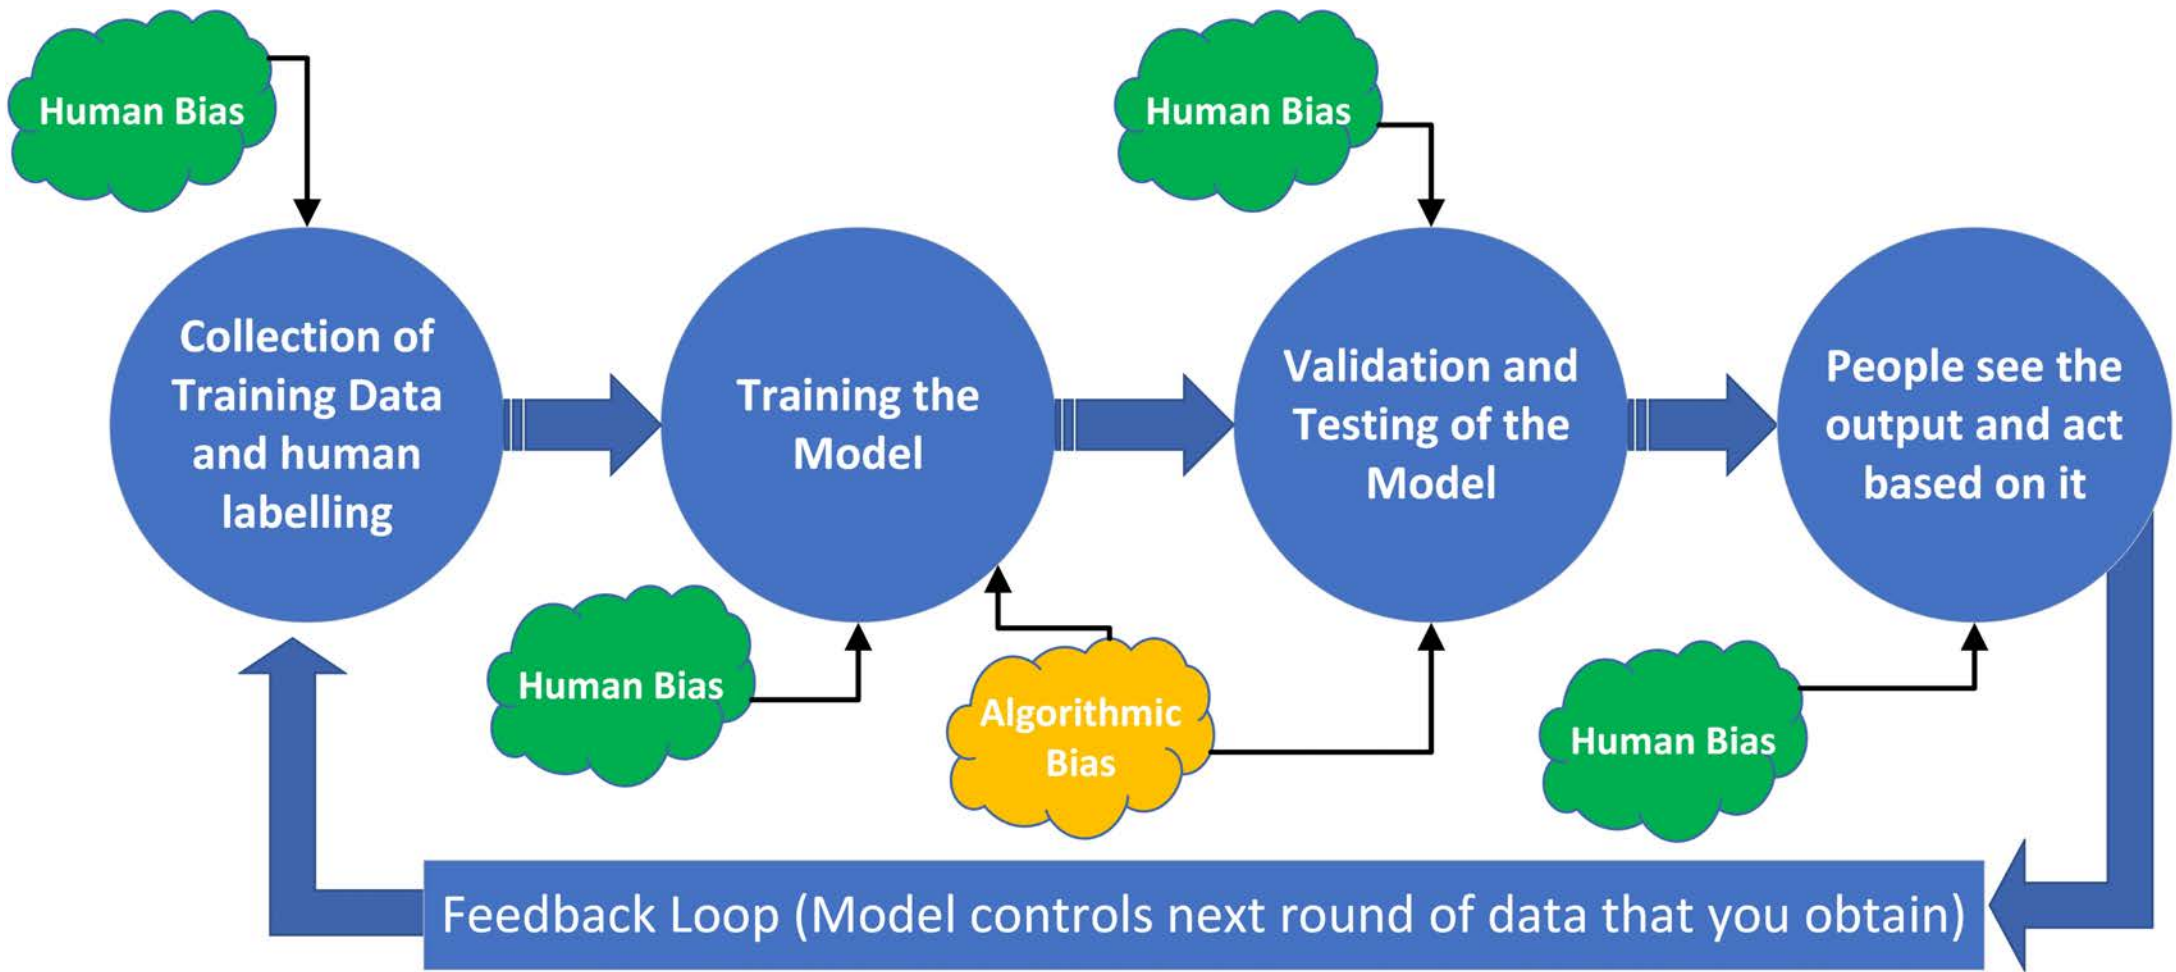 Human Bias
Human Bias
Collection of
Training Data
and human
labelling
Training the
Model
Validation and
Testing of the
Model
People see the
output and act
based on it
Human Bias
Algorithmic
Bias
Human Bias
Feedback Loop (Model controls next round of data that you obtain)